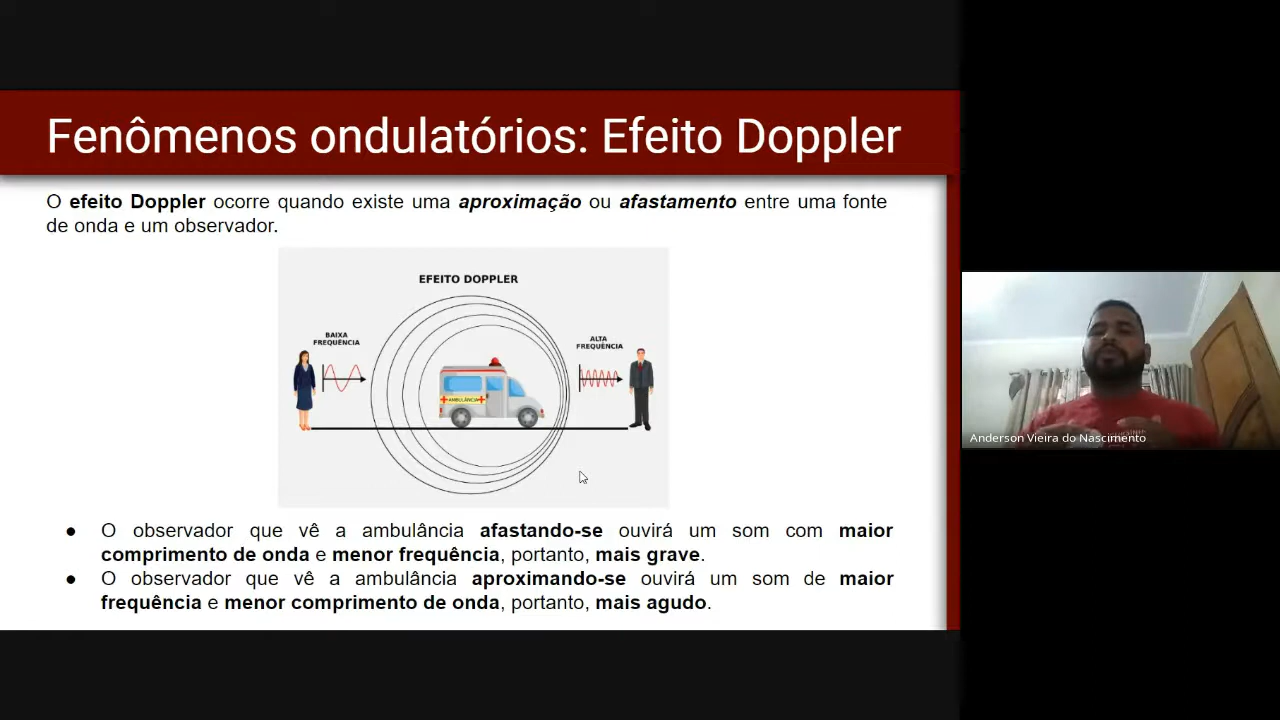 Fenômenos ondulatórios: Efeito Doppler
O efeito Doppler ocorre quando existe uma aproximação ou afastamento entre uma fonte
de onda e um observador.
EFEITO DOPPLER
BAIXA
FREQUÊNCIA
ALTA
FREQUÊNCIA
AMBULÂNCIA
O observador que vê a ambulância afastando-se ouvirá um som com maior
comprimento de onda e menor frequência, portanto, mais grave.
O observador que vê a ambulância aproximando-se ouvirá um som de maior
frequência e menor comprimento de onda, portanto, mais agudo.
Anderson Vieira do Nascimento